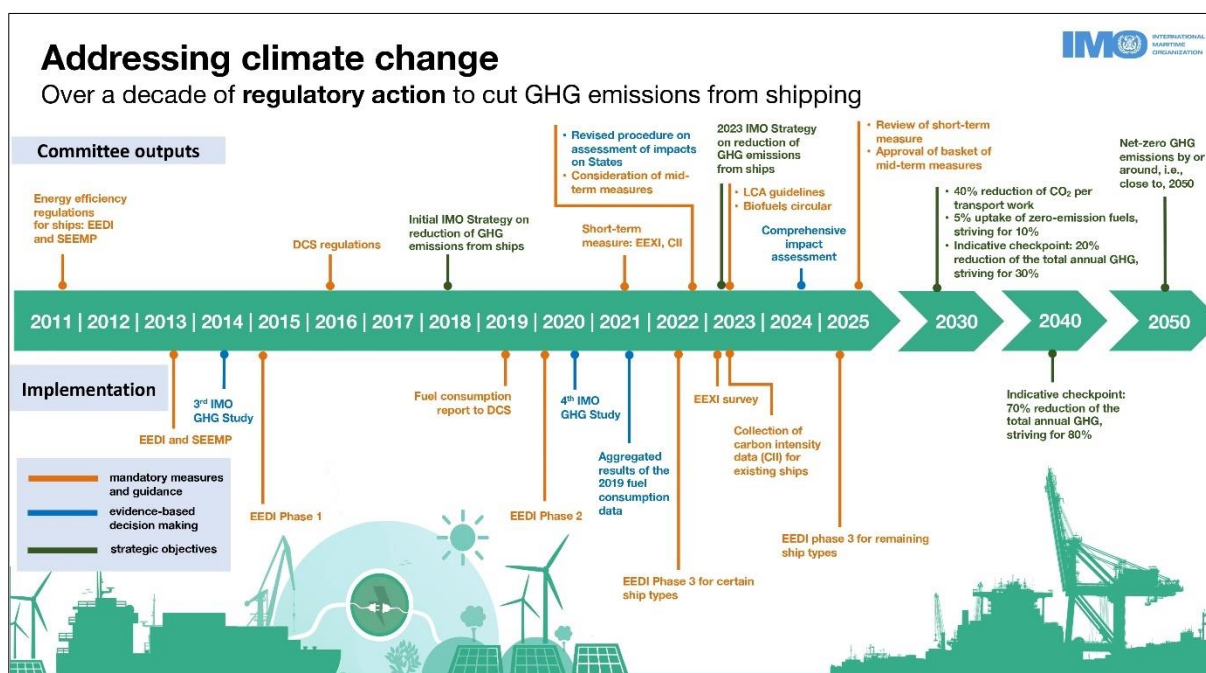 Addressing climate change
Over a decade of regulatory action to cut GHG emissions from shipping
IMO
INTERNATIONAL
MARITIME
ORGANIZATION
Committee outputs
Energy efficiency
regulations
for ships: EEDI
and SEEMP
DCS regulations
Initial IMO Strategy on
reduction of GHG
emissions from ships
• Revised procedure on
assessment of impacts
on States
• Consideration of mid-
term measures
Short-term
measure: EEXI, CII
2023 IMO Strategy
on reduction of
GHG emissions
from ships
• LCA guidelines
• Biofuels circular
Comprehensive
impact
assessment
• Review of short-term
measure
• Approval of basket of
mid-term measures
• 40% reduction of CO₂ per
transport work
• 5% uptake of zero-emission fuels,
striving for 10%
• Indicative checkpoint: 20%
reduction of the total annual GHG,
striving for 30%
Net-zero GHG
emissions by or
around, i.e.,
close to, 2050
2011 | 2012 | 2013 | 2014 | 2015 | 2016 | 2017 | 2018 | 2019 | 2020 | 2021 | 2022 | 2023 | 2024 | 2025
2030
2040
2050
Implementation
EEDI and SEEMP
3rd IMO
GHG Study
EEDI Phase 1
Fuel consumption
report to DCS
EEDI Phase 2
4th IMO
GHG Study
Aggregated
results of the
2019 fuel
consumption
data
EEDI Phase 3 for certain
ship types
EEXI survey
Collection of
carbon intensity
data (CII) for
existing ships
EEDI phase 3 for remaining
ship types
Indicative checkpoint:
70% reduction of the
total annual GHG,
striving for 80%
mandatory measures
and guidance
evidence-based
decision making
strategic objectives